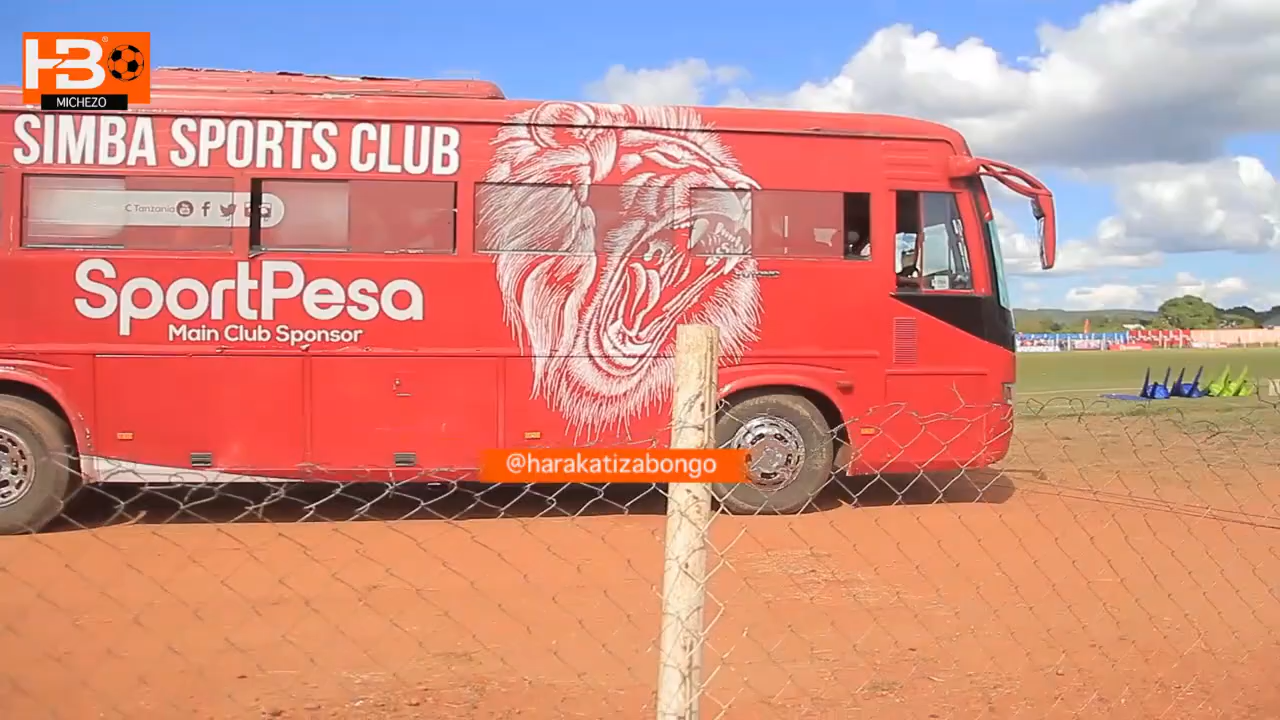 HB
MICHEZO
SIMBA SPORTS CLUB
C Tanzania
SportPesa
Main Club Sponsor
@harakatizabongo